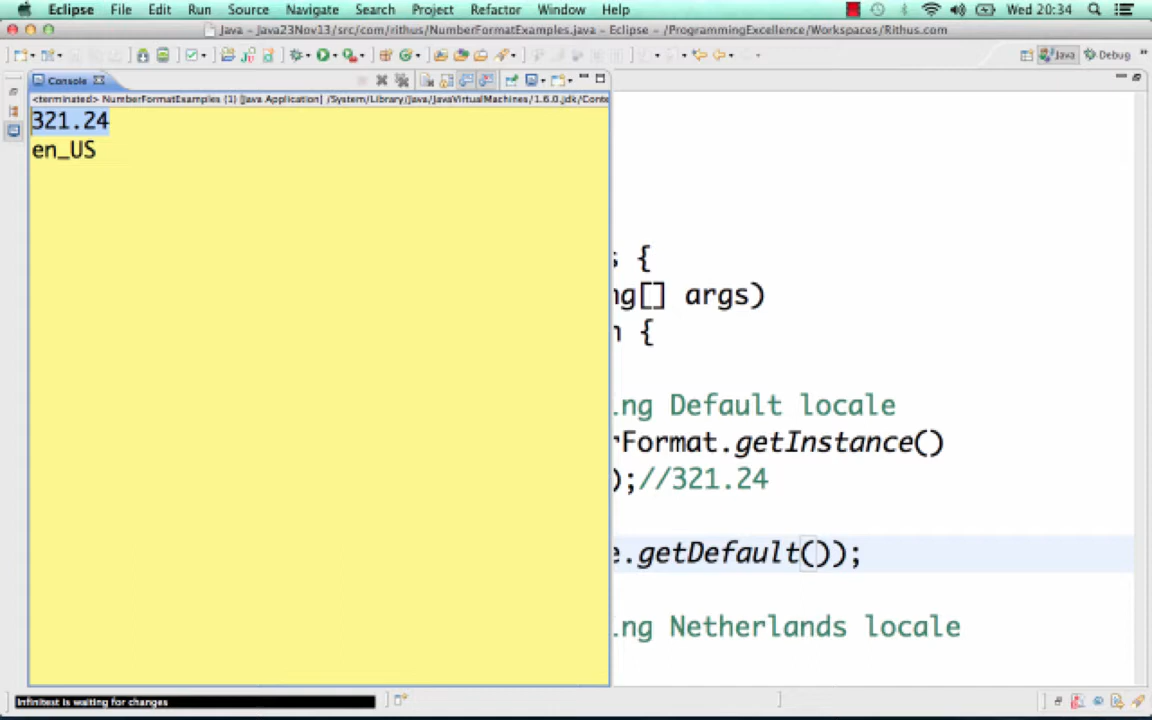 Eclipse File Edit Run Source Navigate Search Project Refactor Window Help Wed 20:34
Java – Java23Nov13/src/com/rithus/NumberFormatExamples.java – Eclipse – /ProgrammingExcellence/Workspaces/Rithus.com
Java Debug
Console
<terminated> NumberFormatExamples (1) [Java Application] /System/Library/Java/JavaVirtualMachines/1.6.0.jdk/Conte
321.24
en_US
s {
ng[] args)
n {
ing Default locale
rFormat.getInstance()
);//321.24
e.getDefault());
ing Netherlands locale
Infinitest is waiting for changes